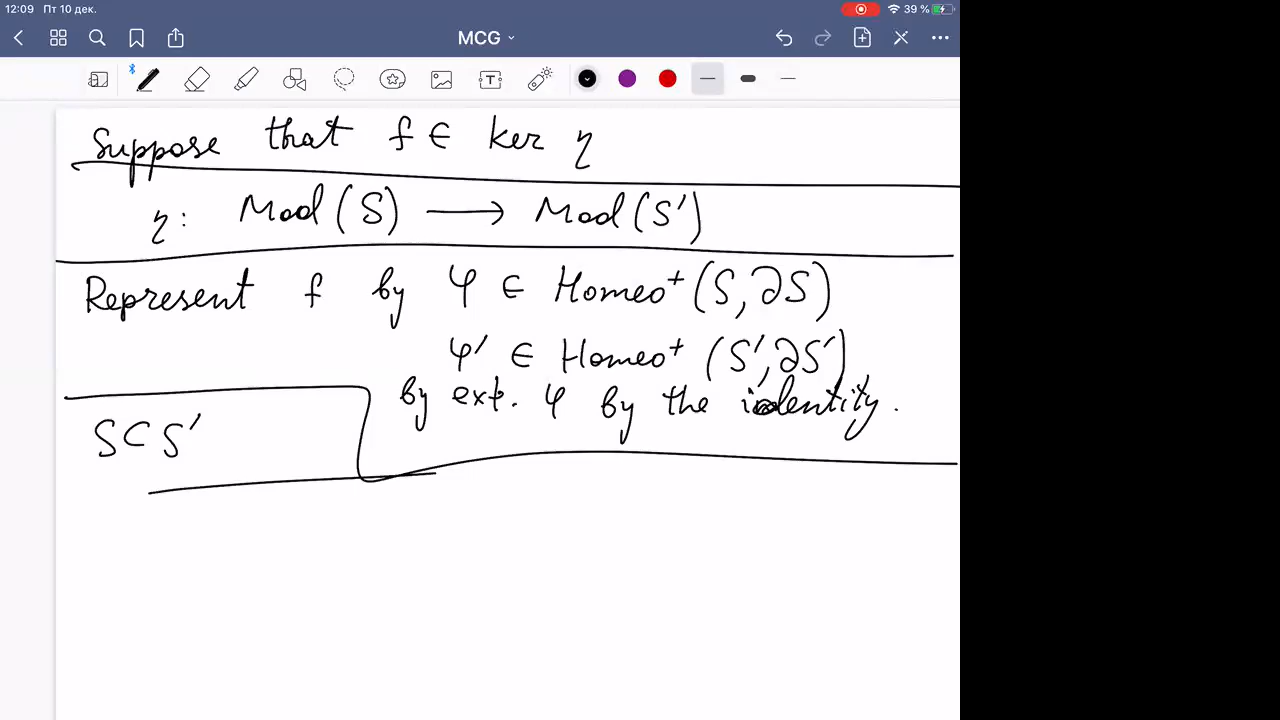 12:09 Пт 10 дек. 39 %
MCG
T
Suppose that f ∈ ker η
η: Mod(S) ⟶ Mod(S')
Represent f by φ ∈ Homeo⁺(S, ∂S)
φ' ∈ Homeo⁺ (S', ∂S')
by ext. φ by the identity.
S ⊂ S'